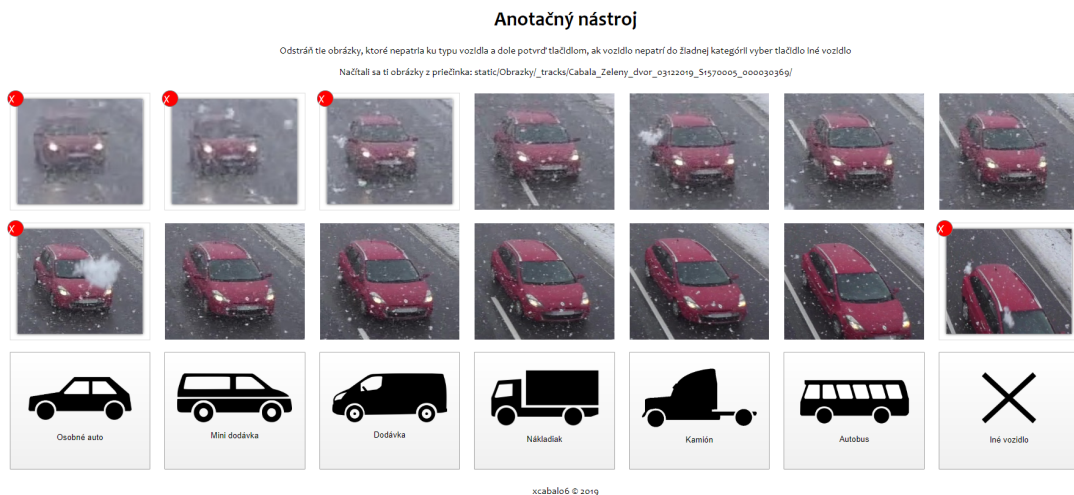 Anotačný nástroj
Odstráň tie obrázky, ktoré nepatria ku typu vozidla a dole potvrď tlačidlom, ak vozidlo nepatrí do žiadnej kategórii vyber tlačidlo Iné vozidlo
Načítali sa ti obrázky z priečinka: static/Obrazky/_tracks/Cabala_Zeleny_dvor_03122019_S1570005_000030369/
X X X
X X
Osobné auto Mini dodávka Dodávka Nákladiak Kamión Autobus Iné vozidlo
xcabalo6 © 2019